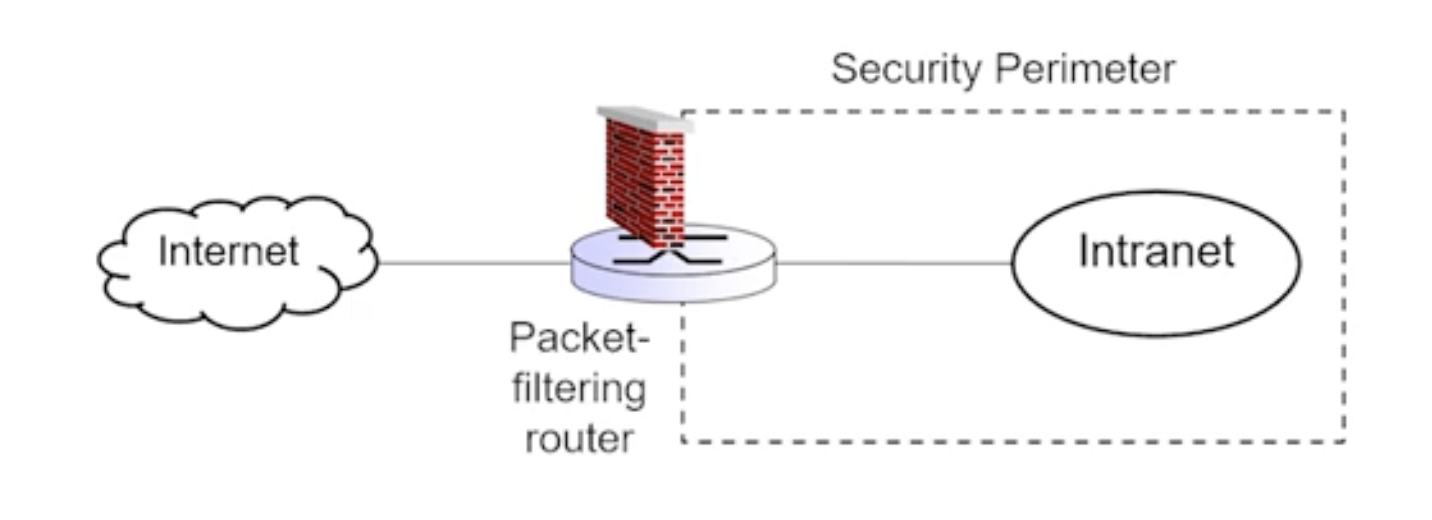 Security Perimeter
Internet
Intranet
Packet-
filtering
router